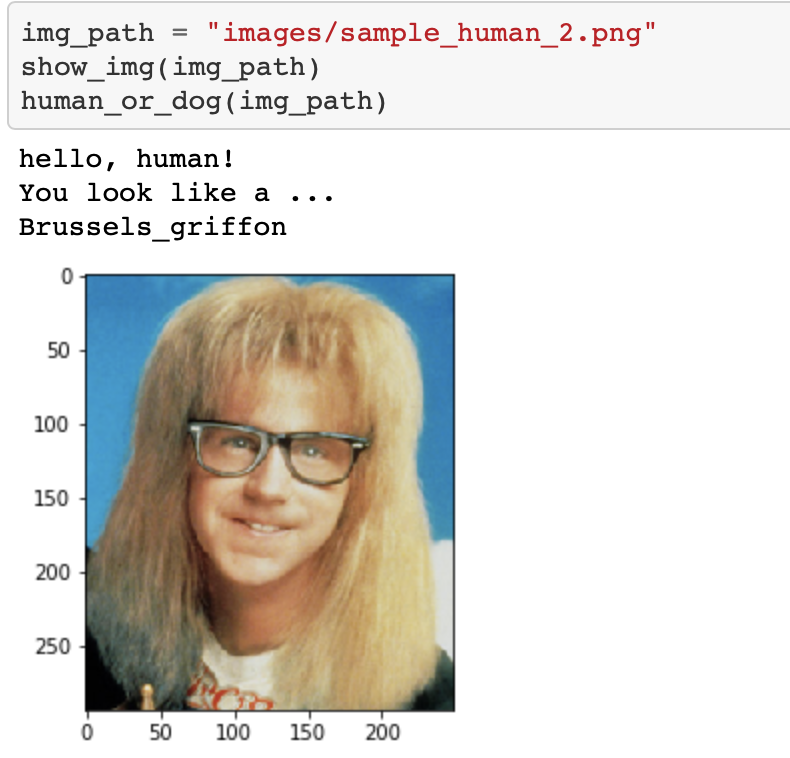 img_path = "images/sample_human_2.png"
show_img(img_path)
human_or_dog(img_path)
hello, human!
You look like a ...
Brussels_griffon
0
50
100
150
200
250
0 50 100 150 200